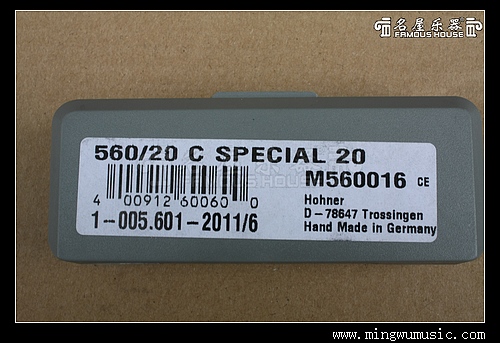 名屋乐器
FAMOUS HOUSE
560/20 C SPECIAL 20
M560016 CE
4 00912 60060 0
Hohner
D-78647 Trossingen
1-005.601-2011/6
Hand Made in Germany
www.mingwumusic.com